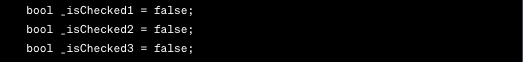 bool _isChecked1 = false;
bool _isChecked2 = false;
bool _isChecked3 = false;